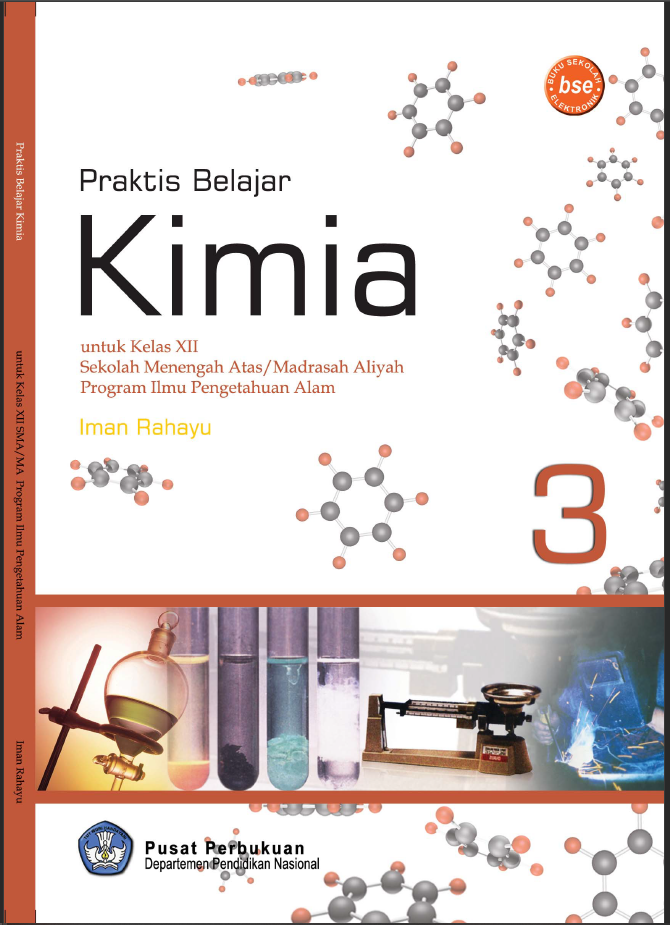 Praktis Belajar Kimia
untuk Kelas XII SMA/MA Program Ilmu Pengetahuan Alam
Iman Rahayu
BUKU SEKOLAH
bse
ELEKTRONIK
Praktis Belajar
Kimia
untuk Kelas XII
Sekolah Menengah Atas/Madrasah Aliyah
Program Ilmu Pengetahuan Alam
Iman Rahayu
3
Pusat Perbukuan
Departemen Pendidikan Nasional